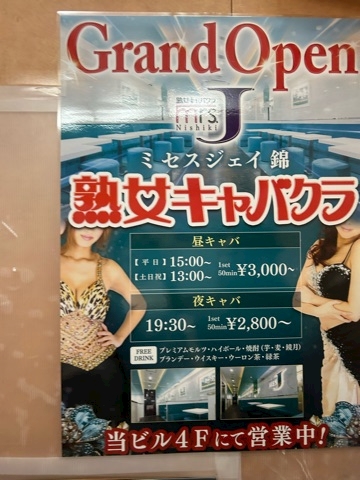 Grand Open
熟女キャバクラ
mrs. J
Nishiki
ミセスジェイ 錦
熟女キャバクラ
昼キャバ
【平日】15:00~
【土日祝】13:00~
1set 50min ¥3,000~
夜キャバ
19:30~ 1set 50min ¥2,800~
FREE DRINK
プレミアムモルツ・ハイボール・焼酎(芋・麦・鏡月)
ブランデー・ウイスキー・ウーロン茶・緑茶
当ビル4Fにて営業中!